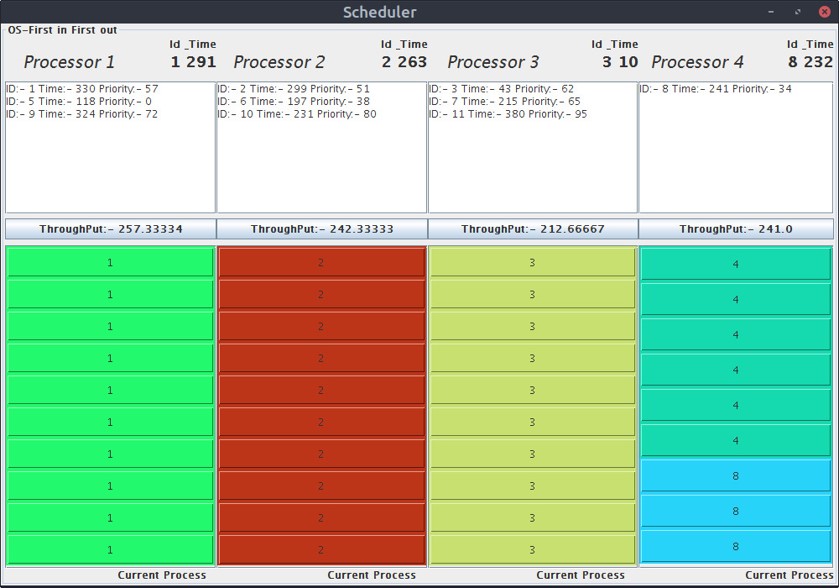 Scheduler
OS-First in First out
Processor 1
Id _Time
1 291
Processor 2
Id _Time
2 263
Processor 3
Id _Time
3 10
Processor 4
Id _Time
8 232
ID:- 1 Time:- 330 Priority:- 57
ID:- 5 Time:- 118 Priority:- 0
ID:- 9 Time:- 324 Priority:- 72
ID:- 2 Time:- 299 Priority:- 51
ID:- 6 Time:- 197 Priority:- 38
ID:- 10 Time:- 231 Priority:- 80
ID:- 3 Time:- 43 Priority:- 62
ID:- 7 Time:- 215 Priority:- 65
ID:- 11 Time:- 380 Priority:- 95
ID:- 8 Time:- 241 Priority:- 34
ThroughPut:- 257.33334
ThroughPut:- 242.33333
ThroughPut:- 212.66667
ThroughPut:- 241.0
1
1
1
1
1
1
1
1
1
1
2
2
2
2
2
2
2
2
2
2
3
3
3
3
3
3
3
3
3
3
4
4
4
4
4
4
8
8
8
Current Process
Current Process
Current Process
Current Process